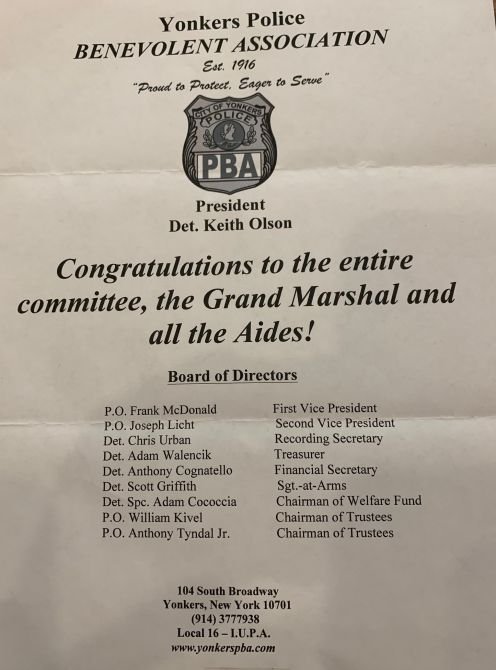 Yonkers Police
BENEVOLENT ASSOCIATION
Est. 1916
"Proud to Protect, Eager to Serve"
CITY OF YONKERS
POLICE
PBA
President
Det. Keith Olson
Congratulations to the entire
committee, the Grand Marshal and
all the Aides!
Board of Directors
P.O. Frank McDonald First Vice President
P.O. Joseph Licht Second Vice President
Det. Chris Urban Recording Secretary
Det. Adam Walencik Treasurer
Det. Anthony Cognatello Financial Secretary
Det. Scott Griffith Sgt.-at-Arms
Det. Spc. Adam Cococcia Chairman of Welfare Fund
P.O. William Kivel Chairman of Trustees
P.O. Anthony Tyndal Jr. Chairman of Trustees
104 South Broadway
Yonkers, New York 10701
(914) 3777938
Local 16 – I.U.P.A.
www.yonkerspba.com